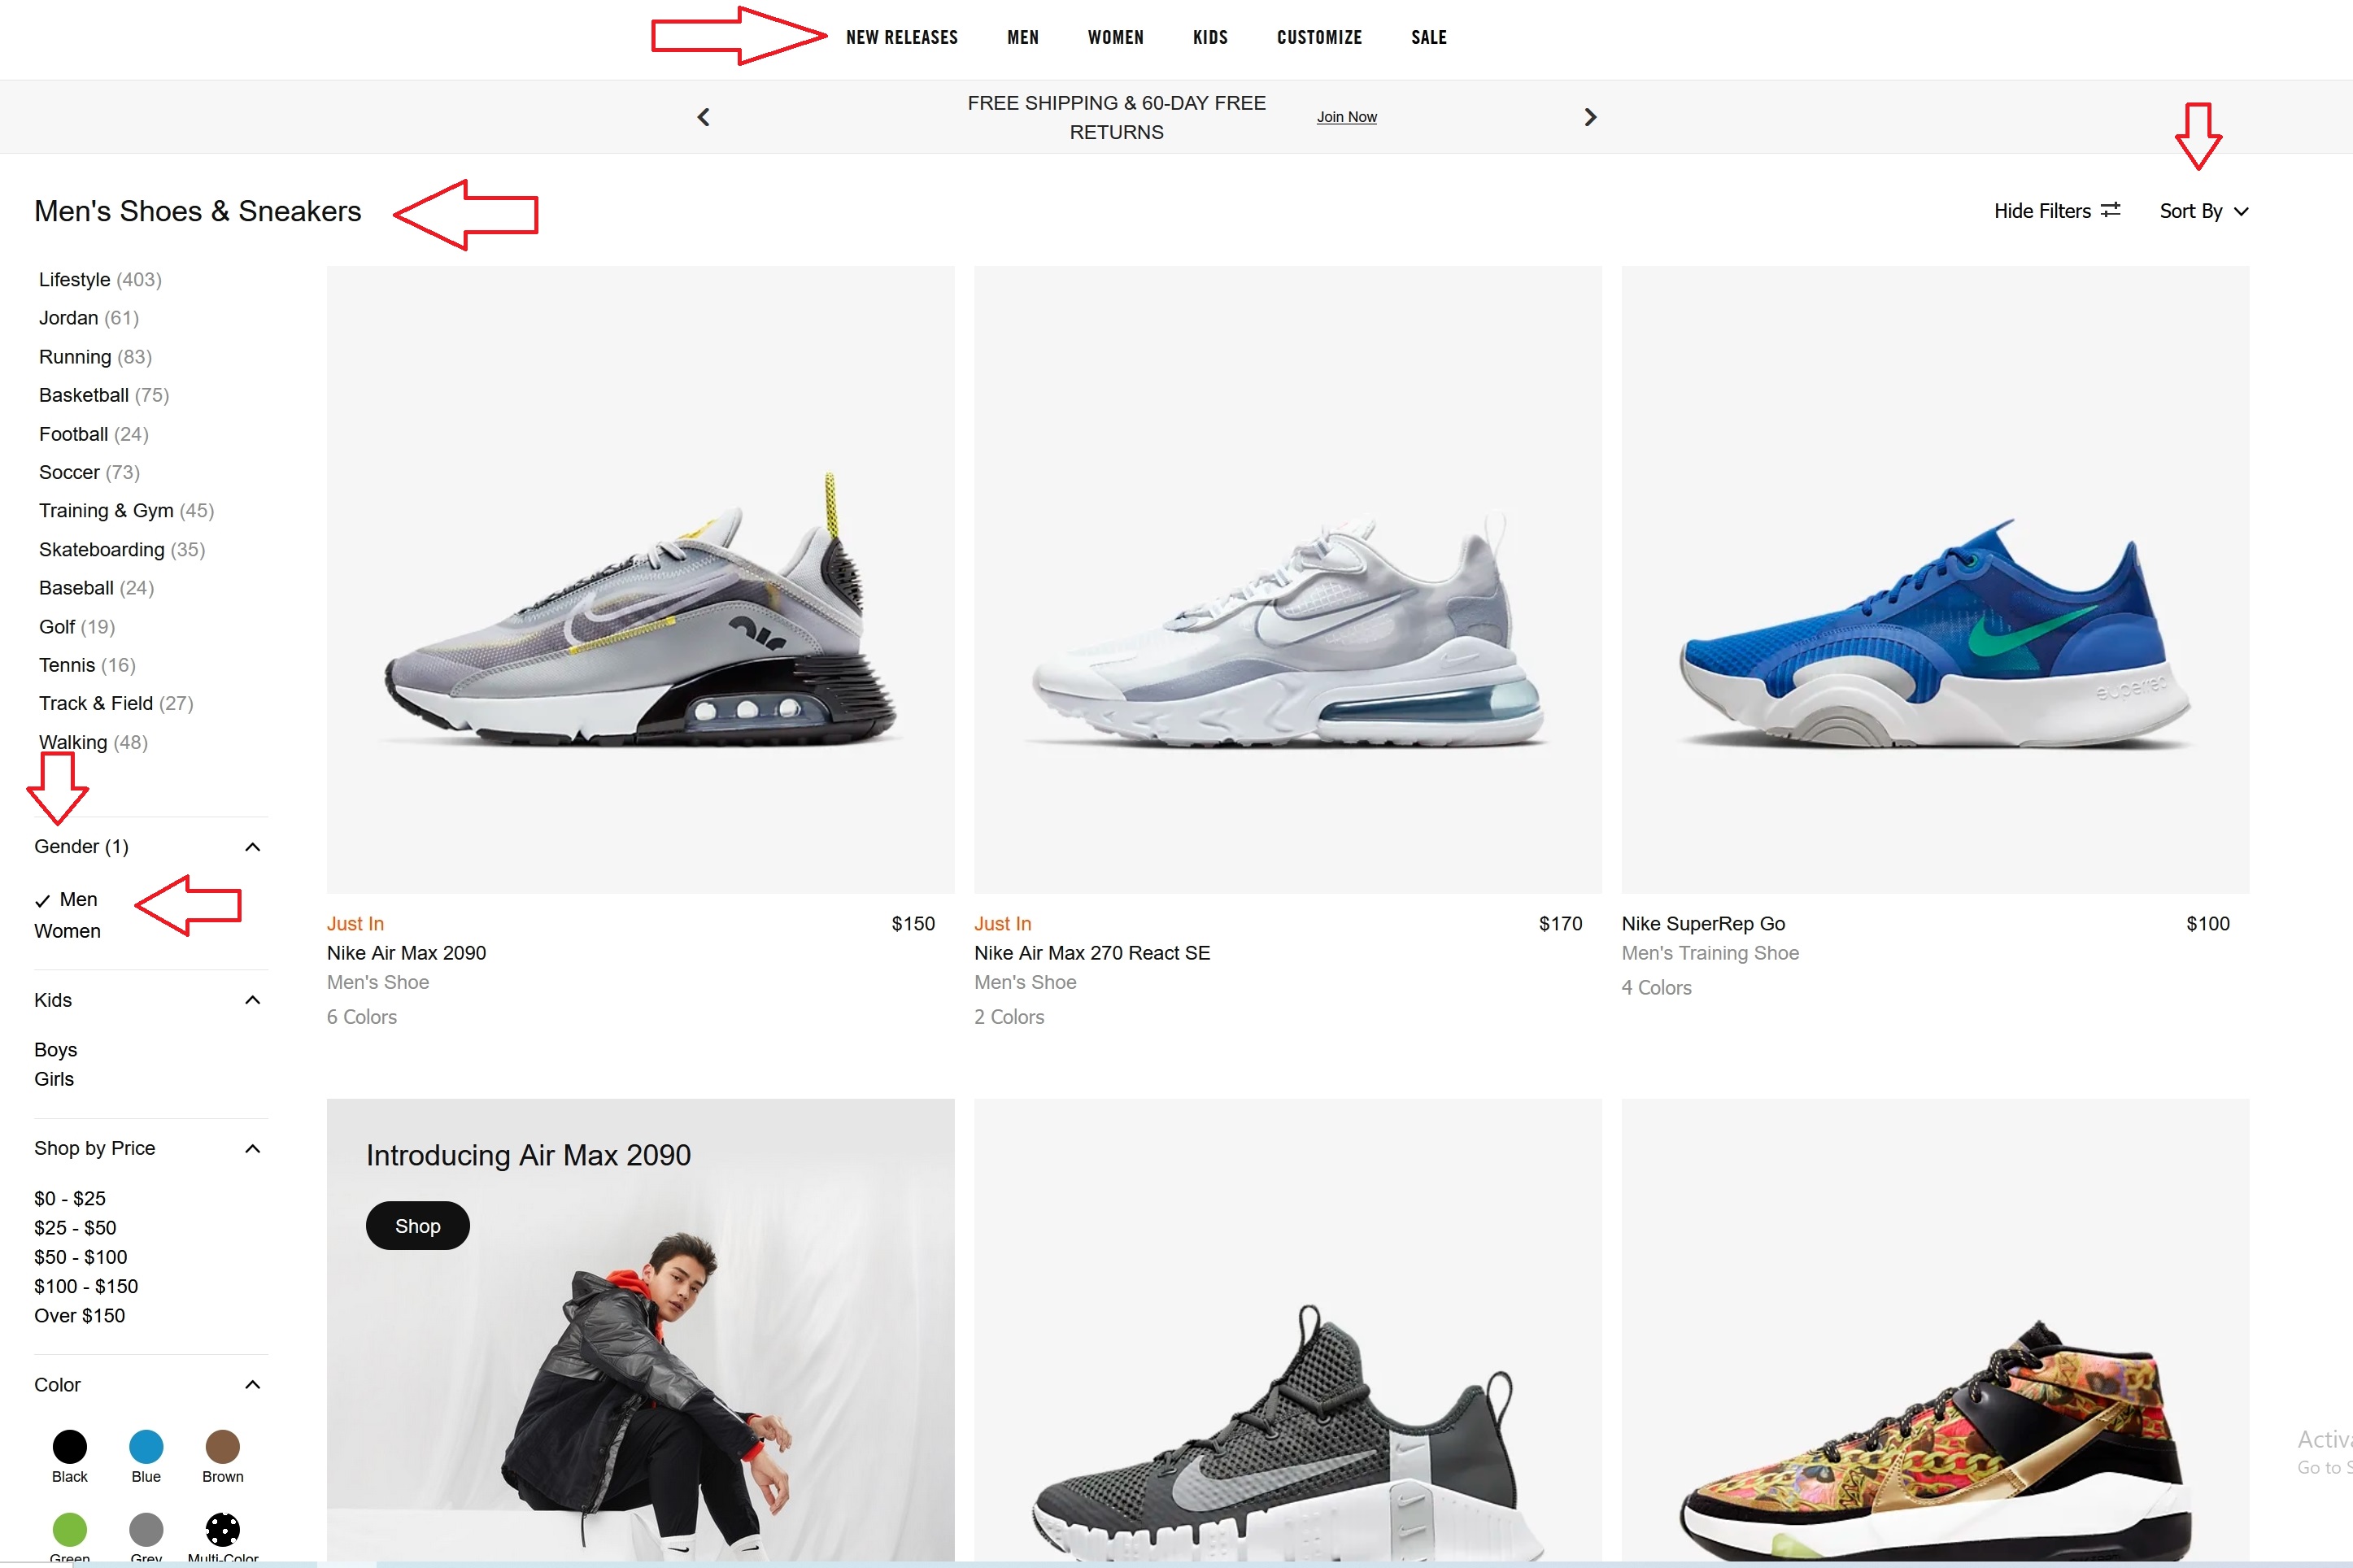 NEW RELEASES MEN WOMEN KIDS CUSTOMIZE SALE
FREE SHIPPING & 60-DAY FREE
RETURNS
Join Now
Men's Shoes & Sneakers
Hide Filters
Sort By
Lifestyle (403)
Jordan (61)
Running (83)
Basketball (75)
Football (24)
Soccer (73)
Training & Gym (45)
Skateboarding (35)
Baseball (24)
Golf (19)
Tennis (16)
Track & Field (27)
Walking (48)
Gender (1)
Men
Women
Kids
Boys
Girls
Shop by Price
$0 - $25
$25 - $50
$50 - $100
$100 - $150
Over $150
Color
Black Blue Brown
Green Grey Multi-Color
air
superrep
Just In $150
Nike Air Max 2090
Men's Shoe
6 Colors
Just In $170
Nike Air Max 270 React SE
Men's Shoe
2 Colors
Nike SuperRep Go $100
Men's Training Shoe
4 Colors
Introducing Air Max 2090
Shop
Go to